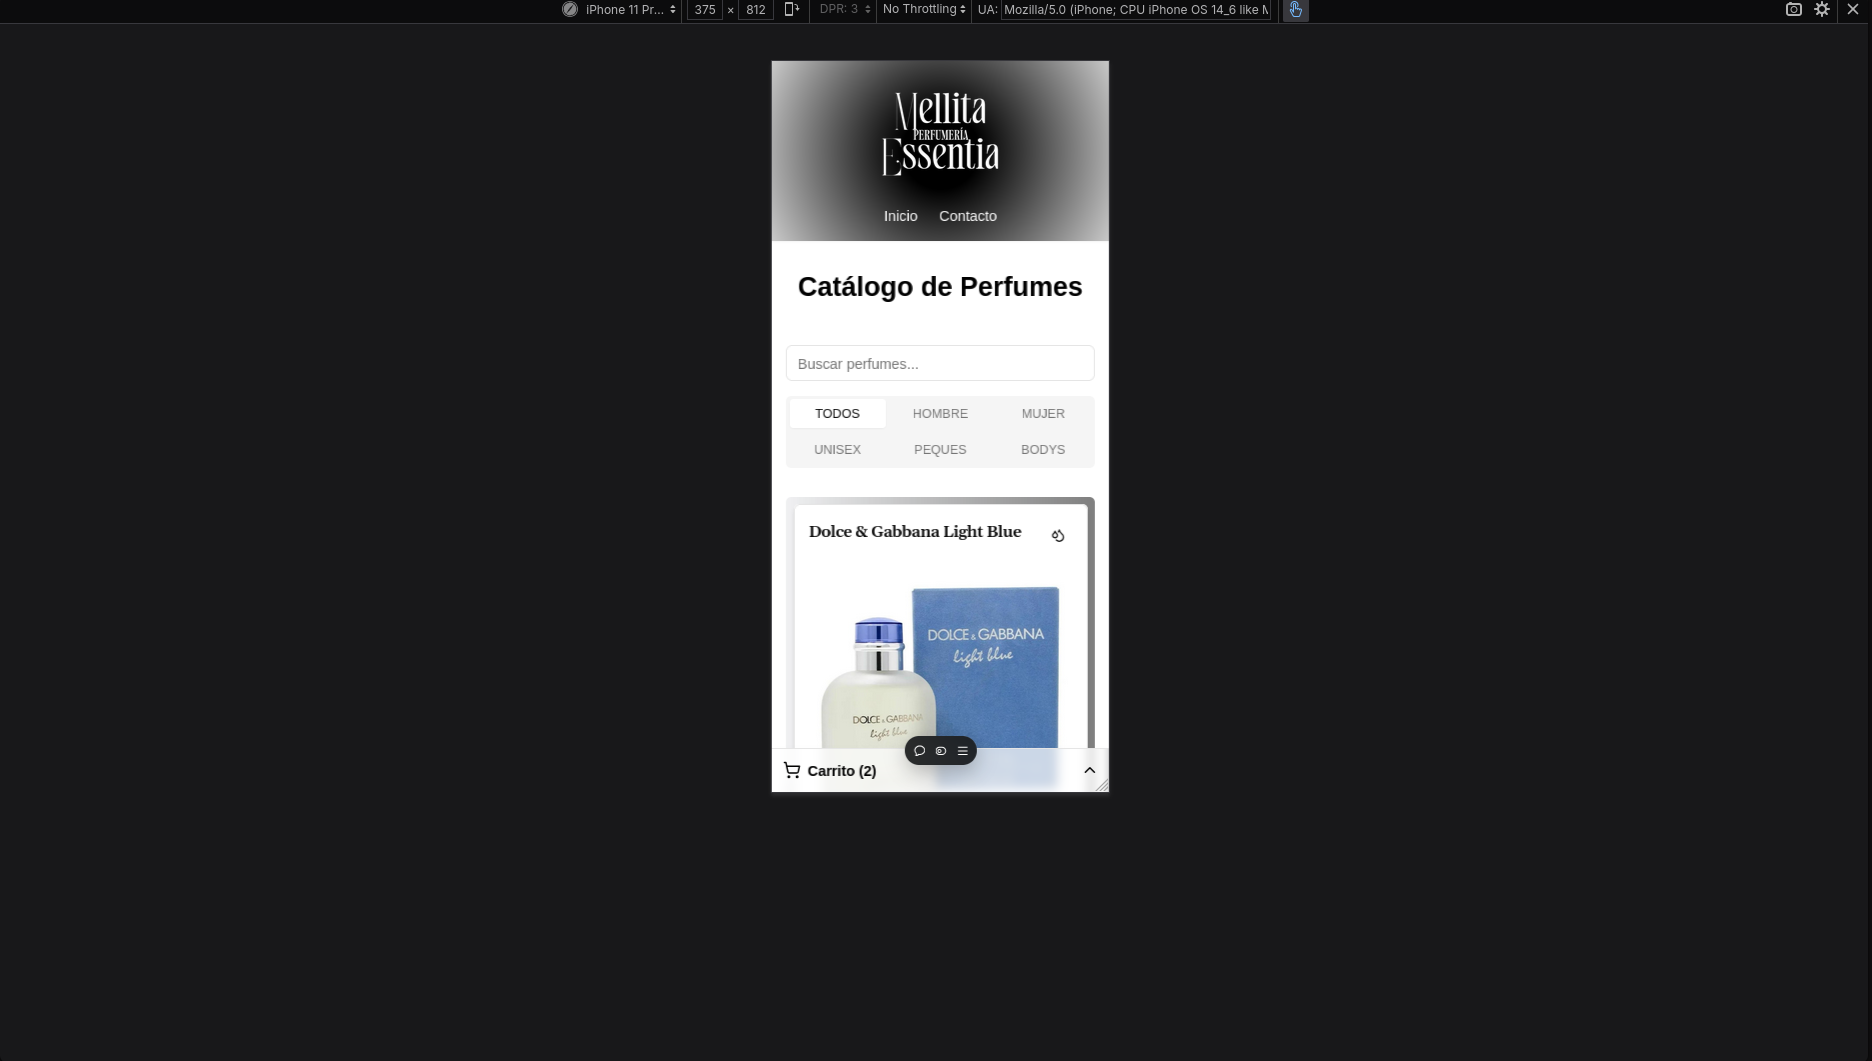 iPhone 11 Pr... 375 × 812 DPR: 3 No Throttling UA: Mozilla/5.0 (iPhone; CPU iPhone OS 14_6 like M
Mellita
PERFUMERÍA
Essentia
Inicio Contacto
Catálogo de Perfumes
Buscar perfumes...
TODOS HOMBRE MUJER
UNISEX PEQUES BODYS
Dolce & Gabbana Light Blue
DOLCE & GABBANA
light blue
DOLCE & GABBANA
light blue
Carrito (2)